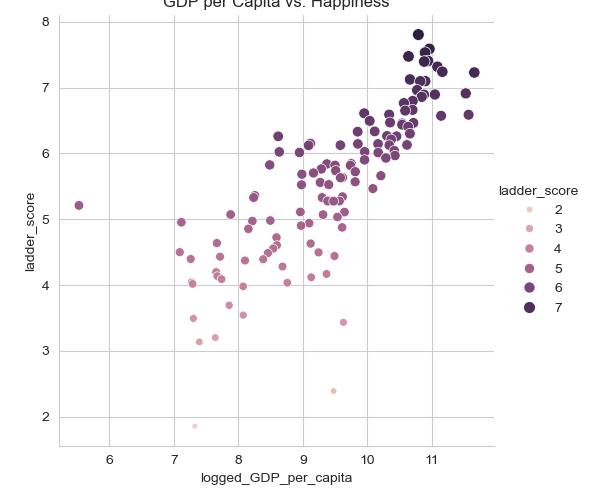 GDP per Capita vs. Happiness
8
7
6
5
4
3
2
ladder_score
6 7 8 9 10 11
logged_GDP_per_capita
ladder_score
2
3
4
5
6
7